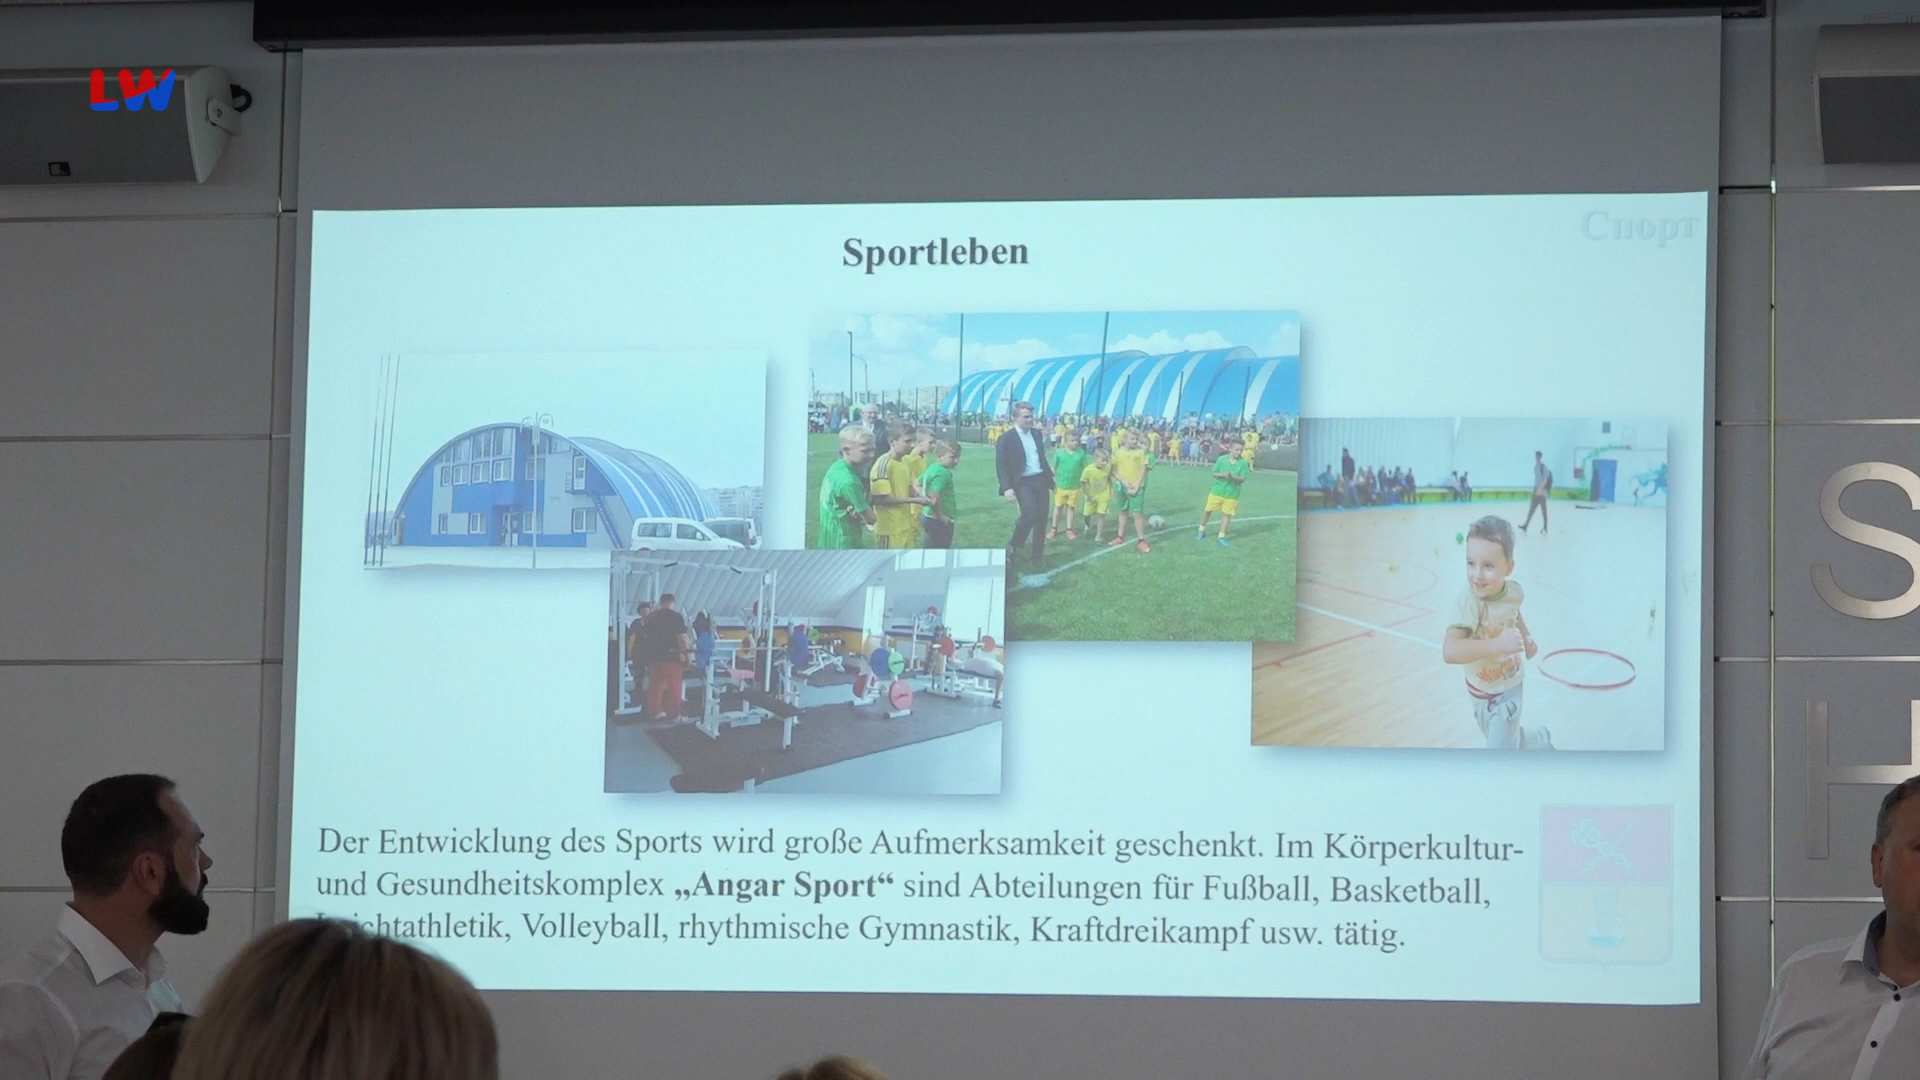 LW
Спорт
Sportleben
Der Entwicklung des Sports wird große Aufmerksamkeit geschenkt. Im Körperkultur-
und Gesundheitskomplex „Angar Sport“ sind Abteilungen für Fußball, Basketball,
Leichtathletik, Volleyball, rhythmische Gymnastik, Kraftdreikampf usw. tätig.
S
H